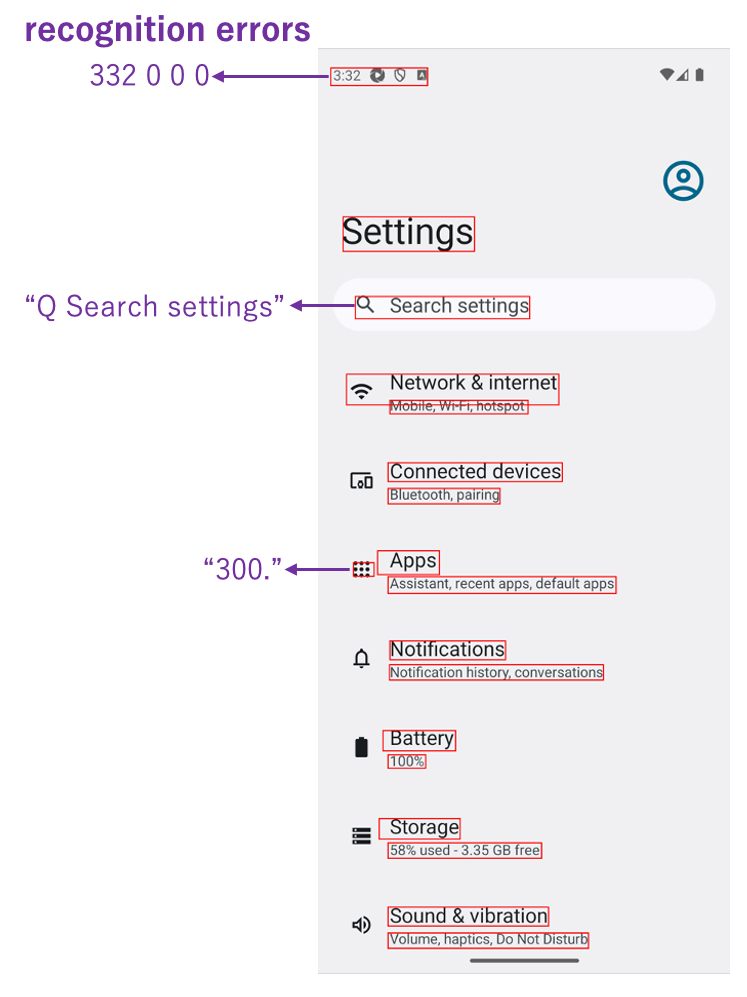 recognition errors
332 0 0 0
3:32
Settings
“Q Search settings”
Search settings
Network & internet
Mobile, Wi-Fi, hotspot
Connected devices
Bluetooth, pairing
“300.”
Apps
Assistant, recent apps, default apps
Notifications
Notification history, conversations
Battery
100%
Storage
58% used - 3.35 GB free
Sound & vibration
Volume, haptics, Do Not Disturb